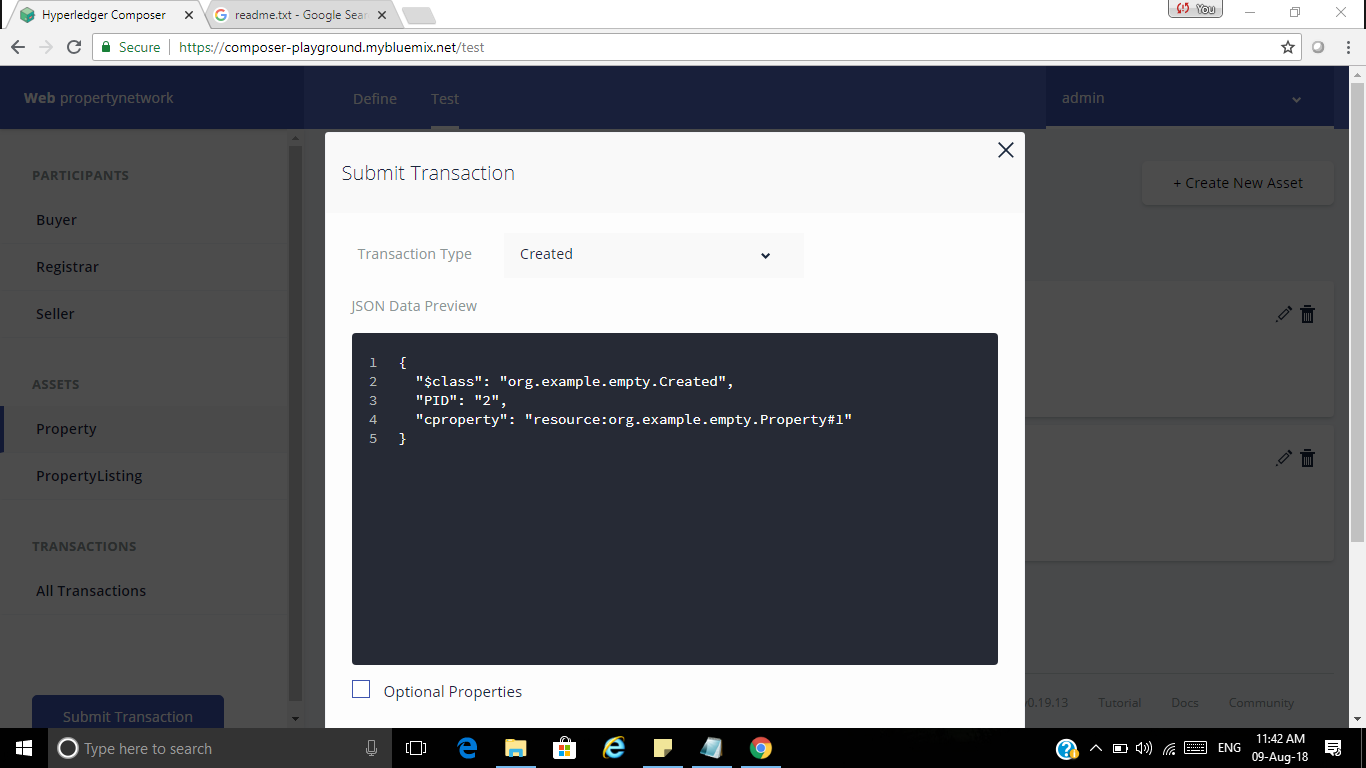 Hyperledger Composer
readme.txt - Google Sear
You
Secure
https://composer-playground.mybluemix.net/test
Web propertynetwork
Define
Test
admin
PARTICIPANTS
Buyer
Registrar
Seller
ASSETS
Property
PropertyListing
TRANSACTIONS
All Transactions
Submit Transaction
+ Create New Asset
Submit Transaction
Transaction Type
Created
JSON Data Preview
1 {
2 "$class": "org.example.empty.Created",
3 "PID": "2",
4 "cproperty": "resource:org.example.empty.Property#1"
5 }
Optional Properties
v0.19.13
Tutorial
Docs
Community
Type here to search
ENG
11:42 AM
09-Aug-18